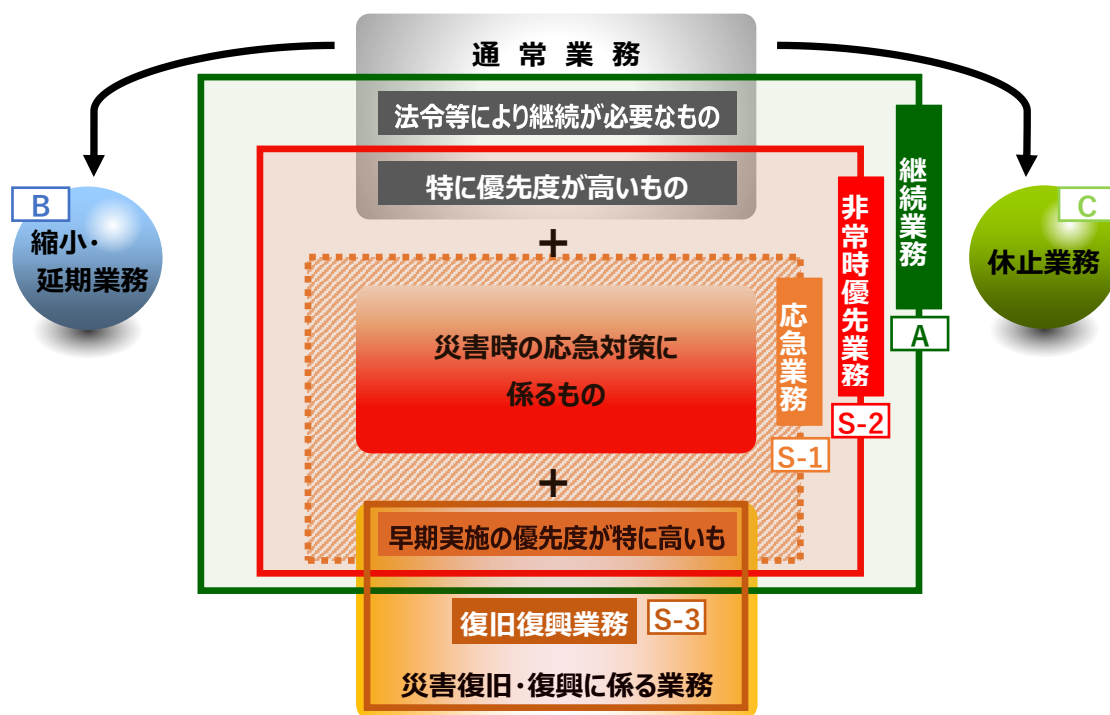 通常業務
法令等により継続が必要なもの
特に優先度が高いもの
+
災害時の応急対策に
係るもの
+
早期実施の優先度が特に高いも
復旧復興業務
S-3
災害復旧・復興に係る業務
B
縮小・
延期業務
C
休止業務
継続業務
A
非常時優先業務
S-2
応急業務
S-1